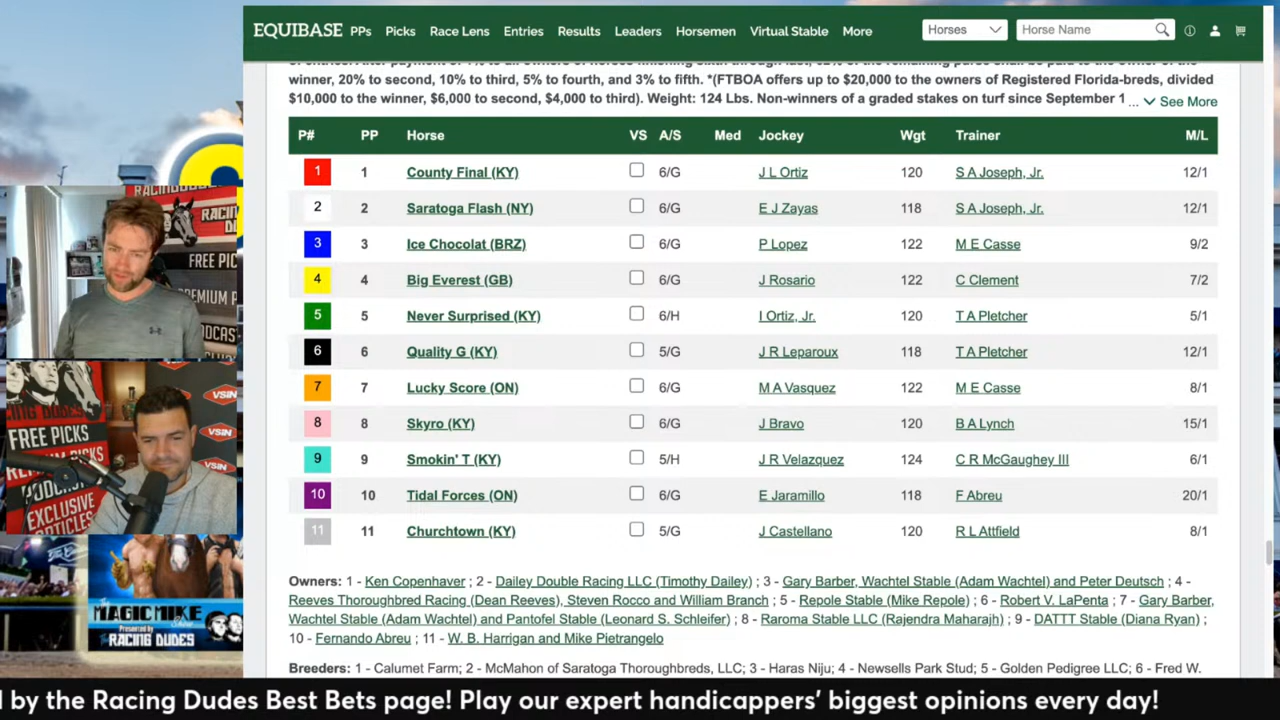 EQUIBASE PPs Picks Race Lens Entries Results Leaders Horsemen Virtual Stable More Horses Horse Name
winner, 20% to second, 10% to third, 5% to fourth, and 3% to fifth. *(FTBOA offers up to $20,000 to the owners of Registered Florida-breds, divided
$10,000 to the winner, $6,000 to second, $4,000 to third). Weight: 124 Lbs. Non-winners of a graded stakes on turf since September 1 ... See More
P# PP Horse VS A/S Med Jockey Wgt Trainer M/L
1 1 County Final (KY) 6/G J L Ortiz 120 S A Joseph, Jr. 12/1
2 2 Saratoga Flash (NY) 6/G E J Zayas 118 S A Joseph, Jr. 12/1
3 3 Ice Chocolat (BRZ) 6/G P Lopez 122 M E Casse 9/2
4 4 Big Everest (GB) 6/G J Rosario 122 C Clement 7/2
5 5 Never Surprised (KY) 6/H I Ortiz, Jr. 120 T A Pletcher 5/1
6 6 Quality G (KY) 5/G J R Leparoux 118 T A Pletcher 12/1
7 7 Lucky Score (ON) 6/G M A Vasquez 122 M E Casse 8/1
8 8 Skyro (KY) 6/G J Bravo 120 B A Lynch 15/1
9 9 Smokin' T (KY) 5/H J R Velazquez 124 C R McGaughey III 6/1
10 10 Tidal Forces (ON) 6/G E Jaramillo 118 F Abreu 20/1
11 11 Churchtown (KY) 5/G J Castellano 120 R L Attfield 8/1
Owners: 1 - Ken Copenhaver ; 2 - Dailey Double Racing LLC (Timothy Dailey) ; 3 - Gary Barber, Wachtel Stable (Adam Wachtel) and Peter Deutsch ; 4 -
Reeves Thoroughbred Racing (Dean Reeves), Steven Rocco and William Branch ; 5 - Repole Stable (Mike Repole) ; 6 - Robert V. LaPenta ; 7 - Gary Barber,
Wachtel Stable (Adam Wachtel) and Pantofel Stable (Leonard S. Schleifer) ; 8 - Raroma Stable LLC (Rajendra Maharajh) ; 9 - DATTT Stable (Diana Ryan) ;
10 - Fernando Abreu ; 11 - W. B. Harrigan and Mike Pietrangelo
Breeders: 1 - Calumet Farm; 2 - McMahon of Saratoga Thoroughbreds, LLC; 3 - Haras Niju; 4 - Newsells Park Stud; 5 - Golden Pedigree LLC; 6 - Fred W.
RACIN
FREE PIC
FREE PICKS
VSiN
VSiN
VSiN
EXCLUSIVE
MAGIC MIKE
Show
Presented by the
RACING DUDES
d by the Racing Dudes Best Bets page! Play our expert handicappers' biggest opinions every day!